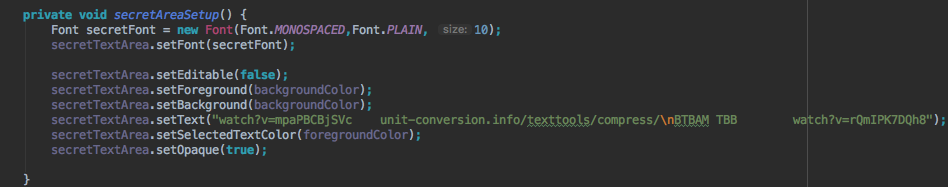 private void secretAreaSetup() {
Font secretFont = new Font(Font.MONOSPACED,Font.PLAIN, size: 10);
secretTextArea.setFont(secretFont);
secretTextArea.setEditable(false);
secretTextArea.setForeground(backgroundColor);
secretTextArea.setBackground(backgroundColor);
secretTextArea.setText("watch?v=mpaPBCBjSVc    unit-conversion.info/texttools/compress/\nBTBAM TBB        watch?v=rQmIPK7DQh8");
secretTextArea.setSelectedTextColor(foregroundColor);
secretTextArea.setOpaque(true);
}